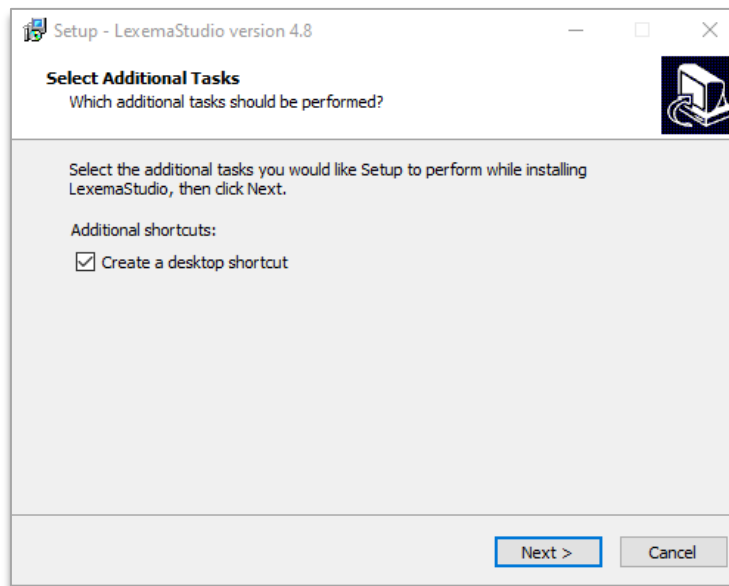 Setup - LexemaStudio version 4.8
Select Additional Tasks
Which additional tasks should be performed?
Select the additional tasks you would like Setup to perform while installing
LexemaStudio, then click Next.
Additional shortcuts:
Create a desktop shortcut
Next >
Cancel